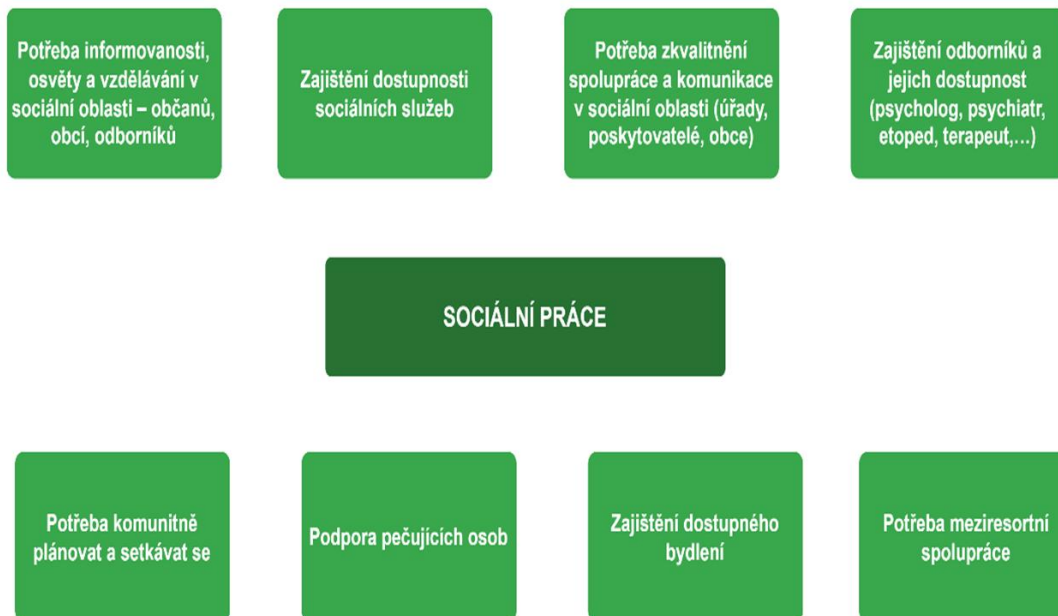 Potřeba informovanosti,
osvěty a vzdělávání v
sociální oblasti – občanů,
obcí, odborníků
Zajištění dostupnosti
sociálních služeb
Potřeba zkvalitnění
spolupráce a komunikace
v sociální oblasti (úřady,
poskytovatelé, obce)
Zajištění odborníků a
jejich dostupnost
(psycholog, psychiatr,
etoped, terapeut,…)
SOCIÁLNÍ PRÁCE
Potřeba komunitně
plánovat a setkávat se
Podpora pečujících osob
Zajištění dostupného
bydlení
Potřeba meziresortní
spolupráce